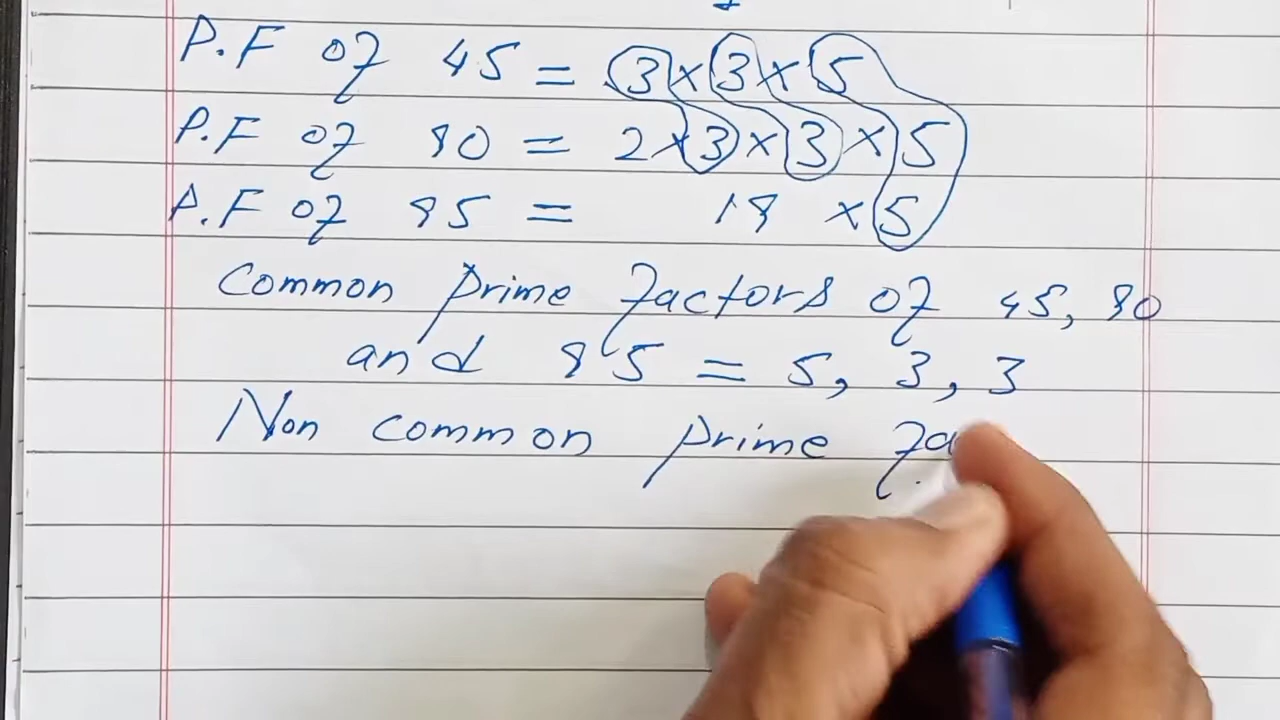 P.F of 45 = 3×3×5
P.F of 90 = 2×3×3×5
P.F of 95 = 19 ×5
Common prime factors of 45, 90
and 95 = 5, 3, 3
Non common prime fa